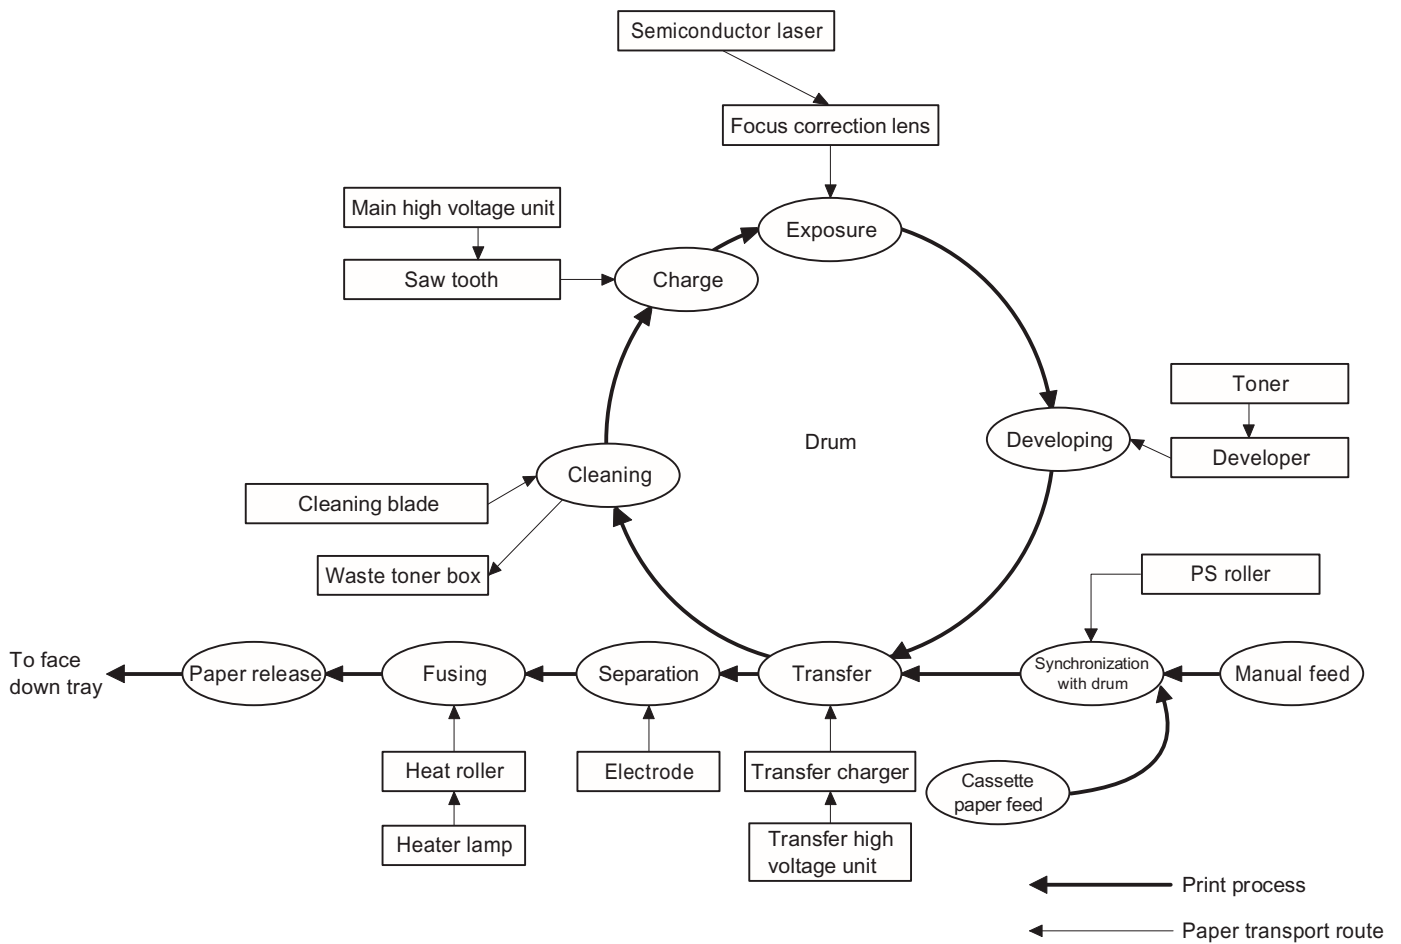 Semiconductor laser
Focus correction lens
Main high voltage unit
Exposure
Saw tooth
Charge
Toner
Drum
Developing
Developer
Cleaning
Cleaning blade
Waste toner box
PS roller
To face
down tray
Paper release
Fusing
Separation
Transfer
Synchronization
with drum
Manual feed
Heat roller
Electrode
Transfer charger
Cassette
paper feed
Heater lamp
Transfer high
voltage unit
Print process
Paper transport route